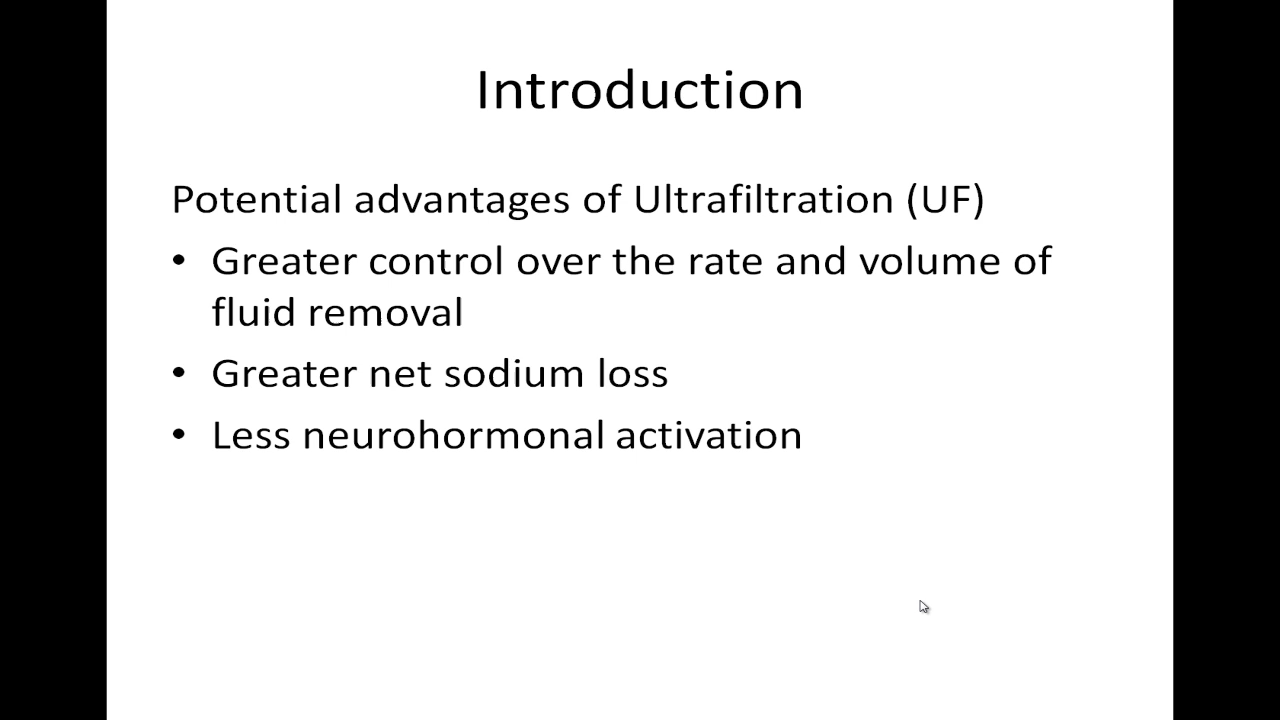 Introduction
Potential advantages of Ultrafiltration (UF)
• Greater control over the rate and volume of
fluid removal
• Greater net sodium loss
• Less neurohormonal activation